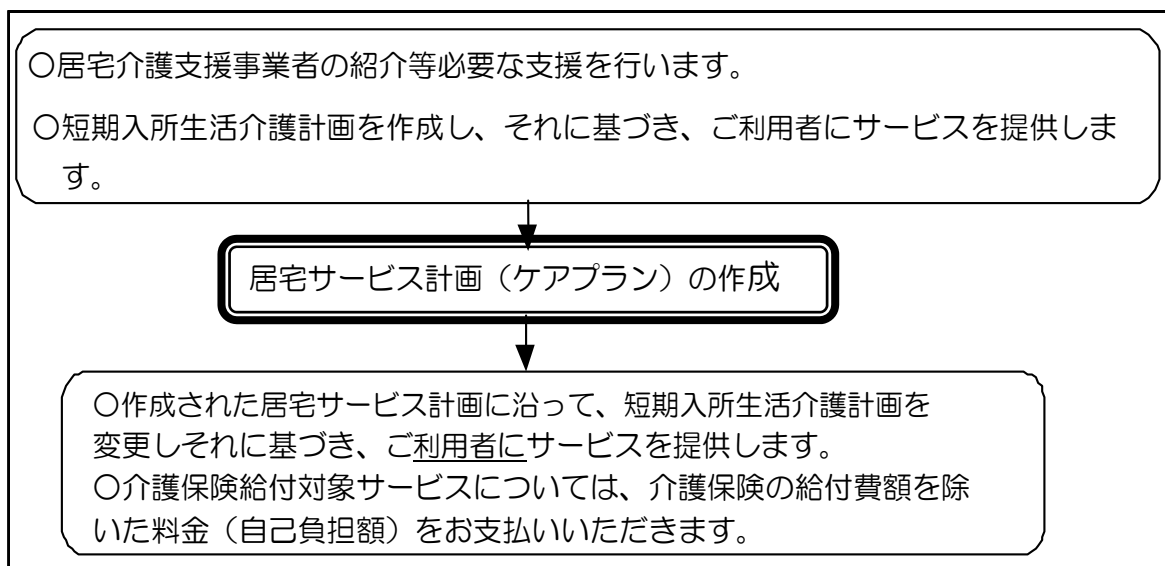 〇居宅介護支援事業者の紹介等必要な支援を行います。
〇短期入所生活介護計画を作成し、それに基づき、ご利用者にサービスを提供しま
す。
居宅サービス計画（ケアプラン）の作成
〇作成された居宅サービス計画に沿って、短期入所生活介護計画を
変更しそれに基づき、ご利用者にサービスを提供します。
〇介護保険給付対象サービスについては、介護保険の給付費額を除
いた料金（自己負担額）をお支払いいただきます。